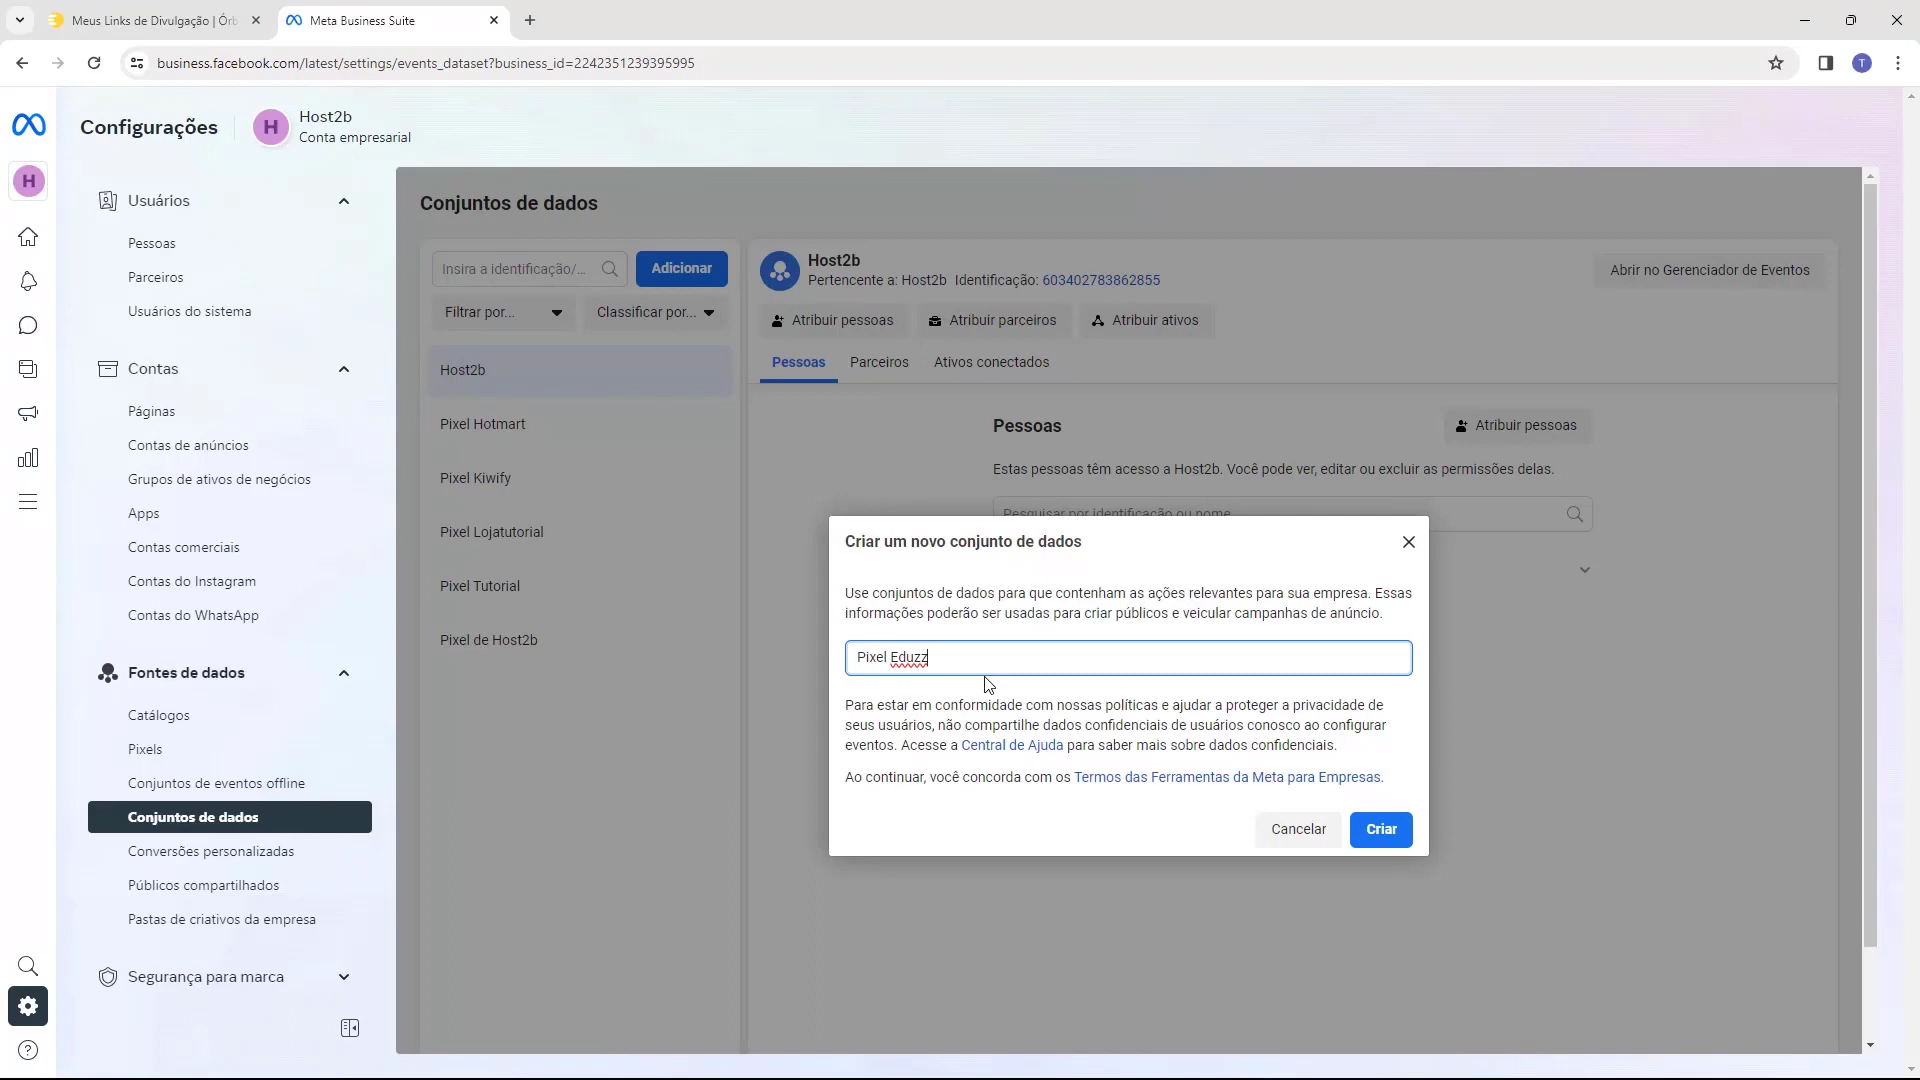 Meus Links de Divulgação | Órb
Meta Business Suite
business.facebook.com/latest/settings/events_dataset?business_id=2242351239395995
T
Configurações
H
Host2b
Conta empresarial
H
Usuários
Pessoas
Parceiros
Usuários do sistema
Contas
Páginas
Contas de anúncios
Grupos de ativos de negócios
Apps
Contas comerciais
Contas do Instagram
Contas do WhatsApp
Fontes de dados
Catálogos
Pixels
Conjuntos de eventos offline
Conjuntos de dados
Conversões personalizadas
Públicos compartilhados
Pastas de criativos da empresa
Segurança para marca
Conjuntos de dados
Insira a identificação/...
Adicionar
Filtrar por...
Classificar por...
Host2b
Pixel Hotmart
Pixel Kiwify
Pixel Lojatutorial
Pixel Tutorial
Pixel de Host2b
Host2b
Pertencente a: Host2b Identificação: 603402783862855
Abrir no Gerenciador de Eventos
Atribuir pessoas
Atribuir parceiros
Atribuir ativos
Pessoas
Parceiros
Ativos conectados
Pessoas
Atribuir pessoas
Estas pessoas têm acesso a Host2b. Você pode ver, editar ou excluir as permissões delas.
Pesquisar por identificação ou nome
Criar um novo conjunto de dados
Use conjuntos de dados para que contenham as ações relevantes para sua empresa. Essas
informações poderão ser usadas para criar públicos e veicular campanhas de anúncio.
Pixel Eduzz
Para estar em conformidade com nossas políticas e ajudar a proteger a privacidade de
seus usuários, não compartilhe dados confidenciais de usuários conosco ao configurar
eventos. Acesse a Central de Ajuda para saber mais sobre dados confidenciais.
Ao continuar, você concorda com os Termos das Ferramentas da Meta para Empresas.
Cancelar
Criar